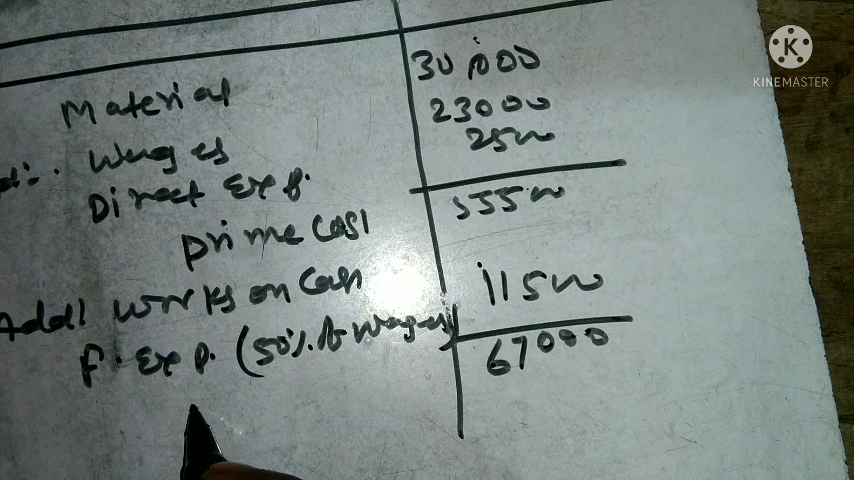 Material 30,000
Wages 23000
Direct Exp. 2500
prime Cost 55500
Add! Works on Cash
F. Exp. (50% of wages) 11500
67000
K
KINEMASTER